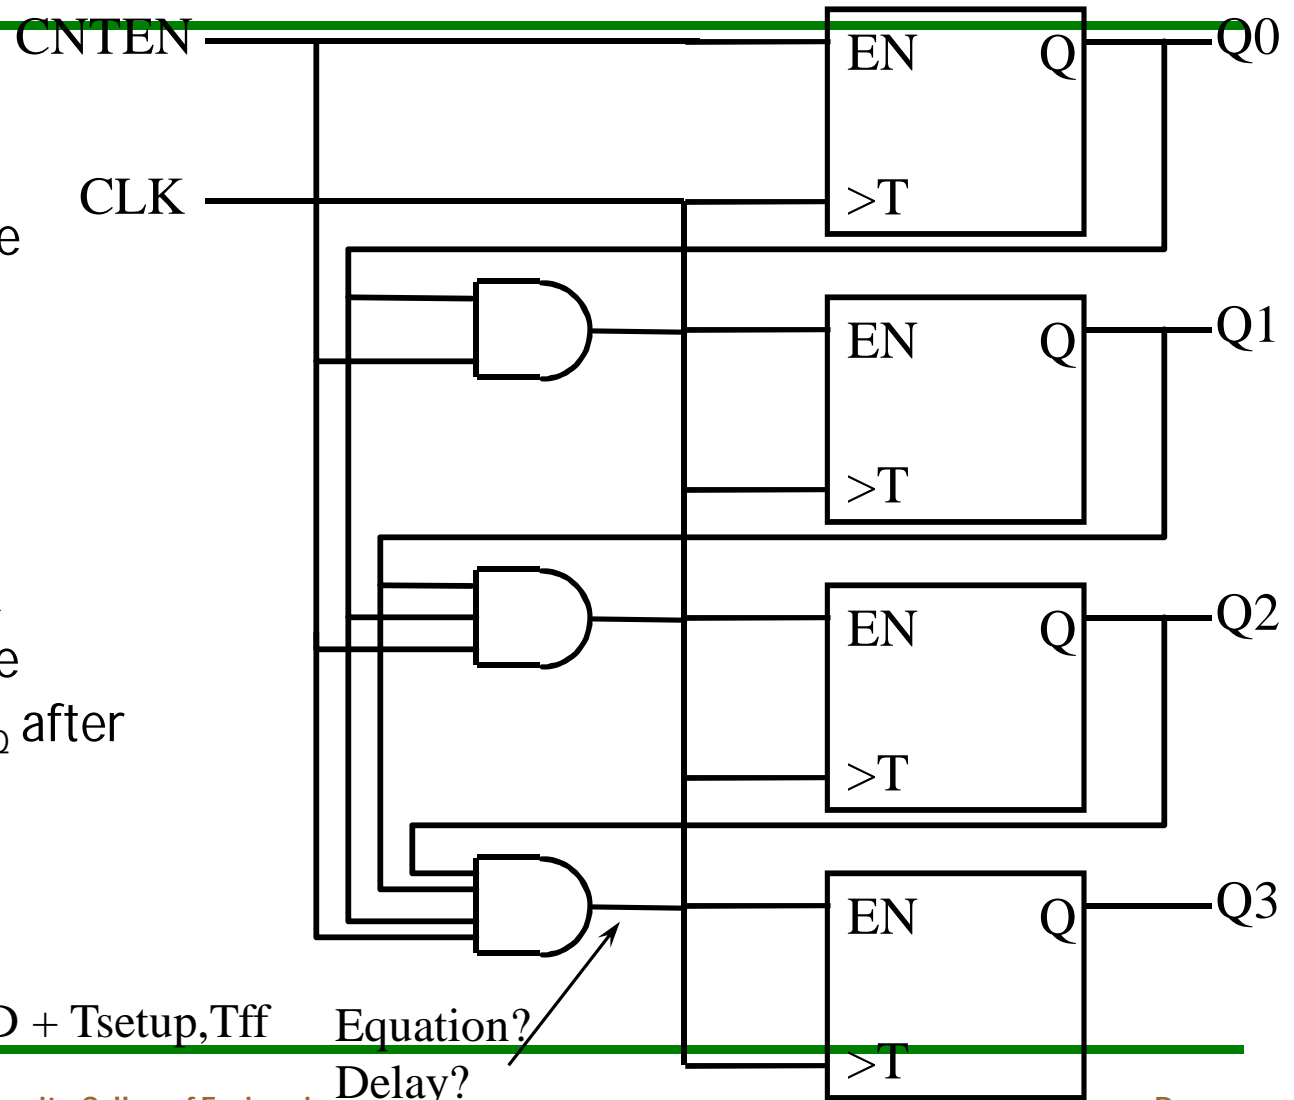 CNTEN
EN Q
Q0
CLK
>T
e
EN Q
Q1
>T
e
after
EN Q
Q2
>T
EN Q
Q3
D + Tsetup,Tff
Equation?
Delay?
>T